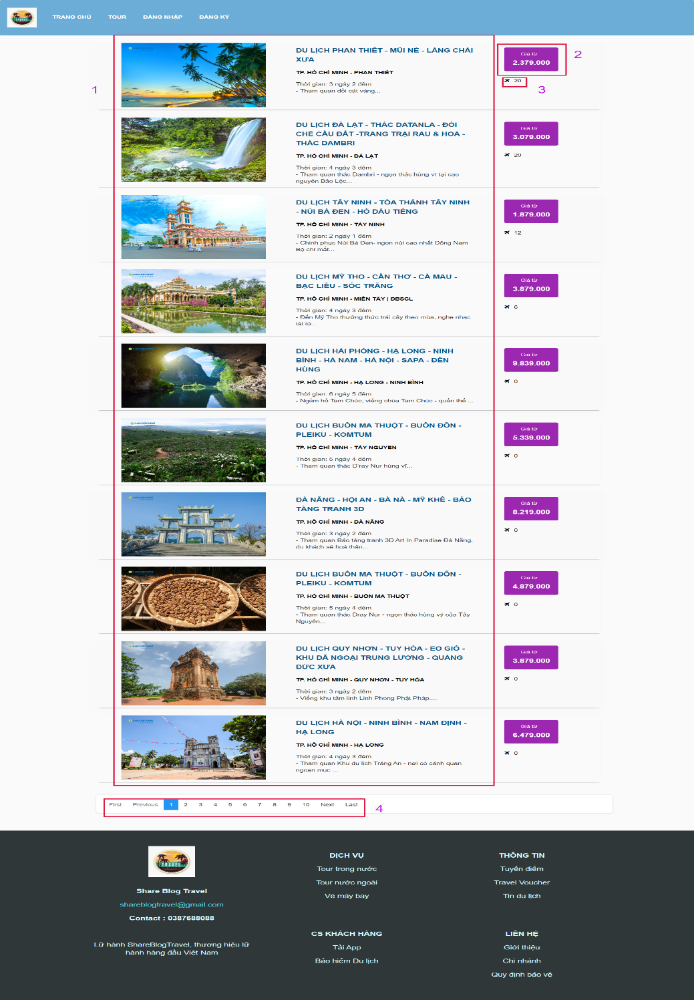 TRANG CHỦ TOUR ĐĂNG NHẬP ĐĂNG KÝ
1
DU LỊCH PHAN THIẾT - MŨI NÉ - LÀNG CHÀI
XƯA
TP. HỒ CHÍ MINH - PHAN THIẾT
Thời gian: 3 ngày 2 đêm
- Tham quan đồi cát vàng...
Giá từ
2.379.000
2
20
3
DU LỊCH ĐÀ LẠT - THÁC DATANLA - ĐỒI
CHÈ CẦU ĐẤT -TRANG TRẠI RAU & HOA -
THÁC DAMBRI
TP. HỒ CHÍ MINH - ĐÀ LẠT
Thời gian: 4 ngày 3 đêm
- Tham quan thác Dambri - ngọn thác hùng vĩ tại cao
nguyên Bảo Lộc...
Giá từ
3.079.000
20
DU LỊCH TÂY NINH - TÒA THÁNH TÂY NINH
- NÚI BÀ ĐEN - HỒ DẦU TIẾNG
TP. HỒ CHÍ MINH - TÂY NINH
Thời gian: 2 ngày 1 đêm
- Chinh phục Núi Bà Đen- ngọn núi cao nhất Đông Nam
Bộ chỉ mất...
Giá từ
1.879.000
12
DU LỊCH MỸ THO - CẦN THƠ - CÀ MAU -
BẠC LIÊU - SÓC TRĂNG
TP. HỒ CHÍ MINH - MIỀN TÂY | ĐBSCL
Thời gian: 4 ngày 3 đêm
- Đến Mỹ Tho thưởng thức trái cây theo mùa, nghe nhạc
tài tử...
Giá từ
3.879.000
6
DU LỊCH HẢI PHÒNG - HẠ LONG - NINH
BÌNH - HÀ NAM - HÀ NỘI - SAPA - ĐỀN
HÙNG
TP. HỒ CHÍ MINH - HẠ LONG - NINH BÌNH
Thời gian: 6 ngày 5 đêm
- Ngắm hồ Tam Chúc, viếng chùa Tam Chúc - quần thể ...
Giá từ
9.839.000
0
DU LỊCH BUÔN MA THUỘT - BUÔN ĐÔN -
PLEIKU - KOMTUM
TP. HỒ CHÍ MINH - TÂY NGUYEN
Thời gian: 5 ngày 4 đêm
- Tham quan thác D'ray Nur hùng vĩ...
Giá từ
5.339.000
0
ĐÀ NẴNG - HỘI AN - BÀ NÀ - MỸ KHÊ - BẢO
TÀNG TRANH 3D
TP. HỒ CHÍ MINH - ĐÀ NẴNG
Thời gian: 3 ngày 2 đêm
- Tham quan Bảo tàng tranh 3D Art In Paradise Đà Nẵng,
du khách sẽ hoá thân...
Giá từ
8.219.000
0
DU LỊCH BUÔN MA THUỘT - BUÔN ĐÔN -
PLEIKU - KOMTUM
TP. HỒ CHÍ MINH - BUÔN MA THUỘT
Thời gian: 5 ngày 4 đêm
- Tham quan thác Dray Nur - ngọn thác hùng vỹ của Tây
Nguyên...
Giá từ
4.879.000
0
DU LỊCH QUY NHƠN - TUY HÒA - EO GIÓ -
KHU DÃ NGOẠI TRUNG LƯƠNG - QUẢNG
ĐỨC XƯA
TP. HỒ CHÍ MINH - QUY NHƠN - TUY HÒA
Thời gian: 3 ngày 2 đêm
- Viếng khu tâm linh Linh Phong Phật Pháp....
Giá từ
3.879.000
0
DU LỊCH HÀ NỘI - NINH BÌNH - NAM ĐỊNH -
HẠ LONG
TP. HỒ CHÍ MINH - HẠ LONG
Thời gian: 4 ngày 3 đêm
- Tham quan Khu du lịch Tràng An - nơi có cảnh quan
ngoạn mục ...
Giá từ
6.479.000
0
First Previous 1 2 3 4 5 6 7 8 9 10 Next Last
4
TRAVEL
Share Blog Travel
shareblogtravel@gmail.com
Contact : 0387688088
Lữ hành ShareBlogTravel, thương hiệu lữ
hành hàng đầu Việt Nam
DỊCH VỤ
Tour trong nước
Tour nước ngoài
Vé máy bay
THÔNG TIN
Tuyến điểm
Travel Voucher
Tin du lịch
CS KHÁCH HÀNG
Tải App
Bảo hiểm Du lịch
LIÊN HỆ
Giới thiệu
Chi nhánh
Quy định bảo vệ